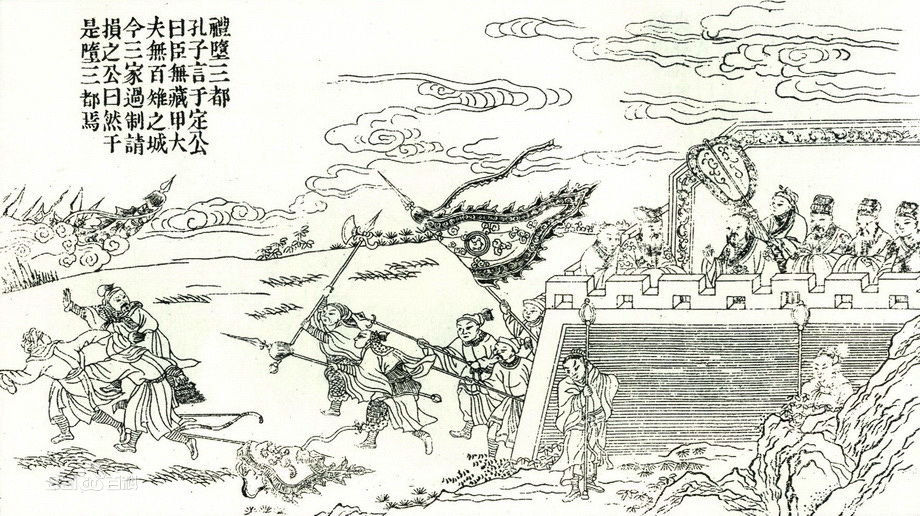 禮墮三都
孔子言于定公
曰臣無藏甲大
夫無百雉之城
今三家過制請
損之公曰然于
是墮三都焉
百科